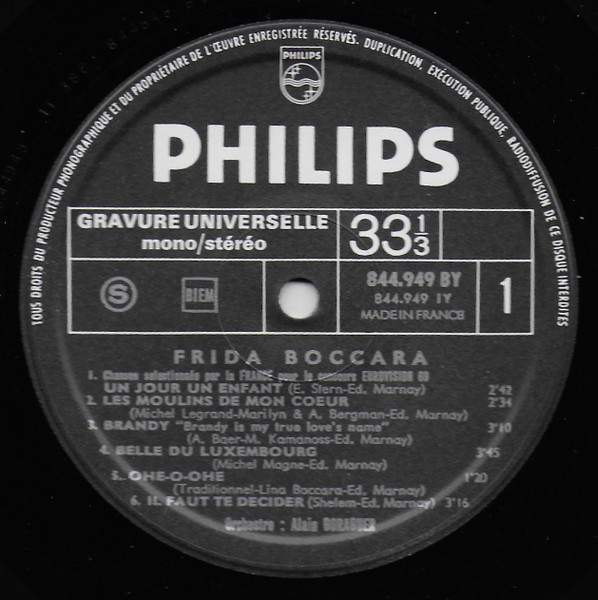 TOUS DROITS DU PRODUCTEUR PHONOGRAPHIQUE ET DU PROPRIÉTAIRE DE L'ŒUVRE ENREGISTRÉE RÉSERVÉS. DUPLICATION, EXÉCUTION PUBLIQUE, RADIODIFFUSION DE CE DISQUE INTERDITES
PHILIPS
PHILIPS
GRAVURE UNIVERSELLE
mono/stéréo
33 1/3
S
BIEM
844.949 BY
844.949 IY
MADE IN FRANCE
1
FRIDA BOCCARA
1. Chanson selectionnée par la FRANCE pour le concours EUROVISION 69
UN JOUR UN ENFANT (E. Stern-Ed. Marnay) 2'42
2. LES MOULINS DE MON COEUR 2'34
(Michel Legrand-Marilyn & A. Bergman-Ed. Marnay)
3. BRANDY "Brandy is my true love's name" 3'10
(A. Baer-M. Kamanoss-Ed. Marnay)
4. BELLE DU LUXEMBOURG 3'45
(Michel Magne-Ed. Marnay)
5. OHE-O-OHE 1'20
(Traditionnel-Lina Boccara-Ed. Marnay)
6. IL FAUT TE DECIDER (Shelem-Ed. Marnay) 3'16
Orchestre : Alain GORAGUER